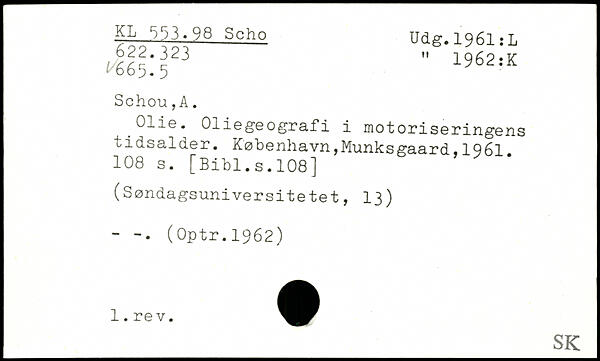 KL 553.98 Scho
Udg.1961:L
622.323
" 1962:K
√665.5
Schou,A.
Olie. Oliegeografi i motoriseringens
tidsalder. København,Munksgaard,1961.
108 s. [Bibl.s.108]
(Søndagsuniversitetet, 13)
- -. (Optr.1962)
1.rev.
SK